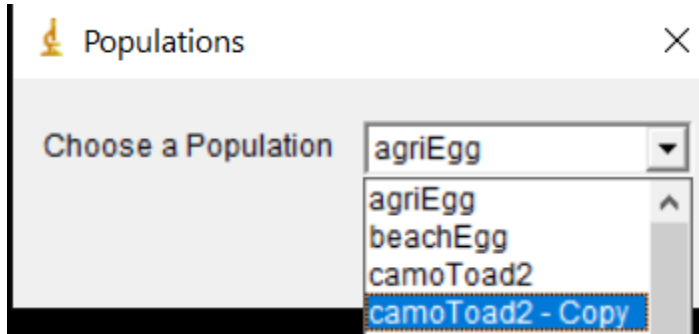 Populations
Choose a Population agriEgg
agriEgg
beachEgg
camoToad2
camoToad2 - Copy